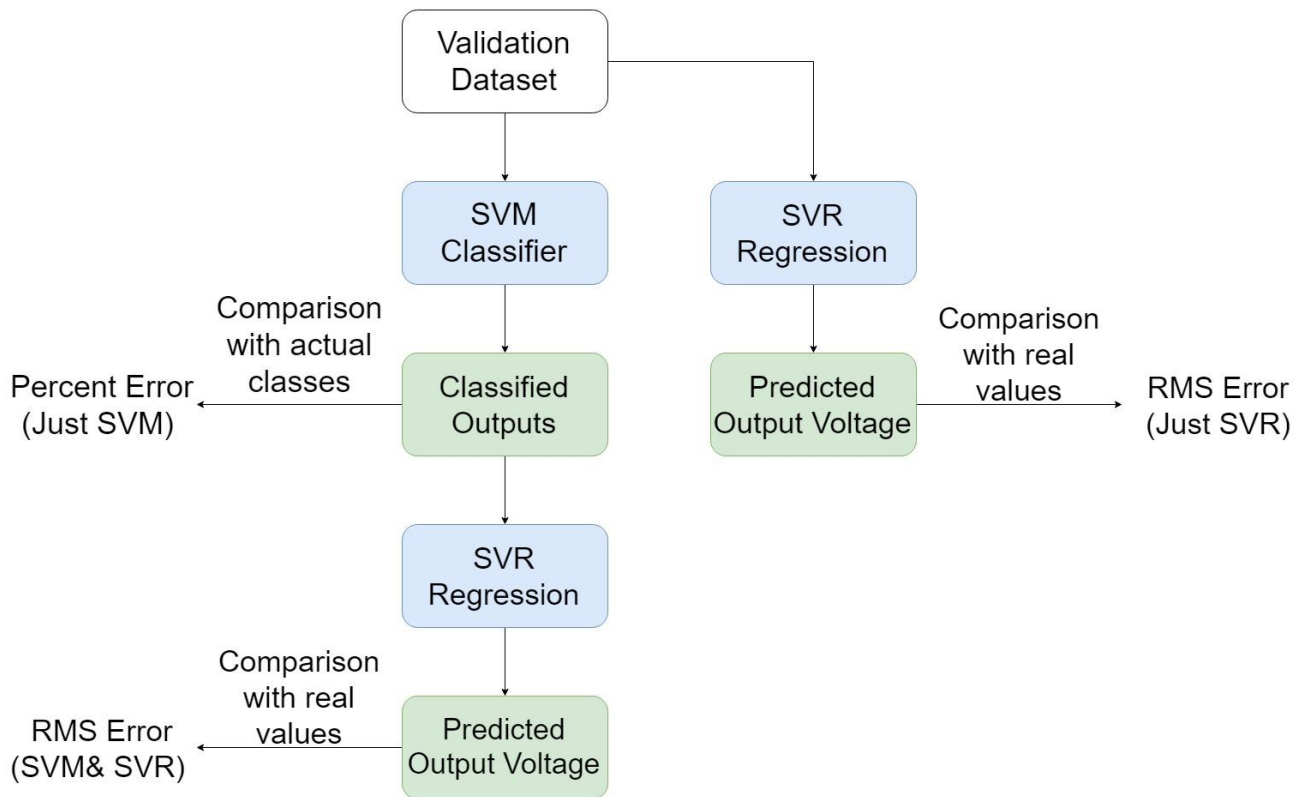 Validation
Dataset
SVM
Classifier
SVR
Regression
Comparison
with actual
classes
Percent Error
(Just SVM)
Classified
Outputs
Predicted
Output Voltage
Comparison
with real
values
RMS Error
(Just SVR)
SVR
Regression
Comparison
with real
values
RMS Error
(SVM& SVR)
Predicted
Output Voltage